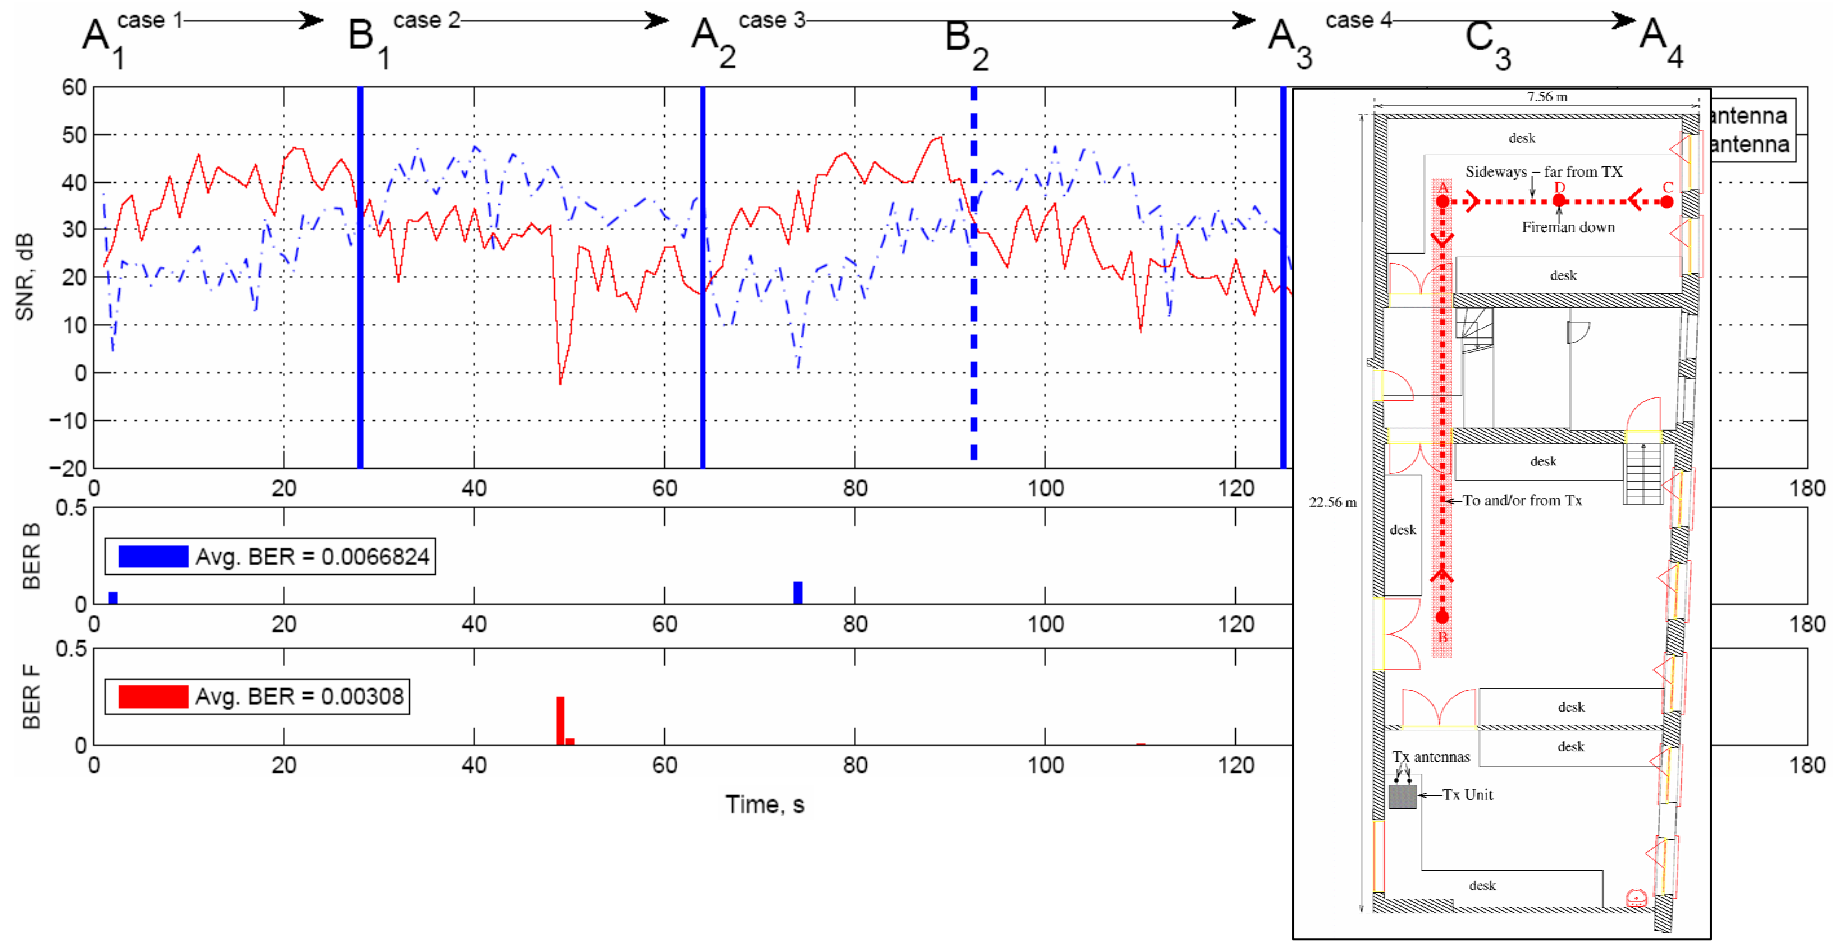 case 1 case 2 case 3 case 4
A1 B1 A2 B2 A3 C3 A4
60
50
40
30
20
10
0
−10
−20
SNR, dB
0 20 40 60 80 100 120 180
antenna
antenna
0.5
0
BER B
Avg. BER = 0.0066824
0 20 40 60 80 100 120 180
0.5
0
BER F
Avg. BER = 0.00308
0 20 40 60 80 100 120 180
Time, s
7.56 m
desk
Sideways – far from TX
A D C
Fireman down
desk
desk
22.56 m
To and/or from Tx
desk
B
desk
desk
Tx antennas
Tx Unit
desk